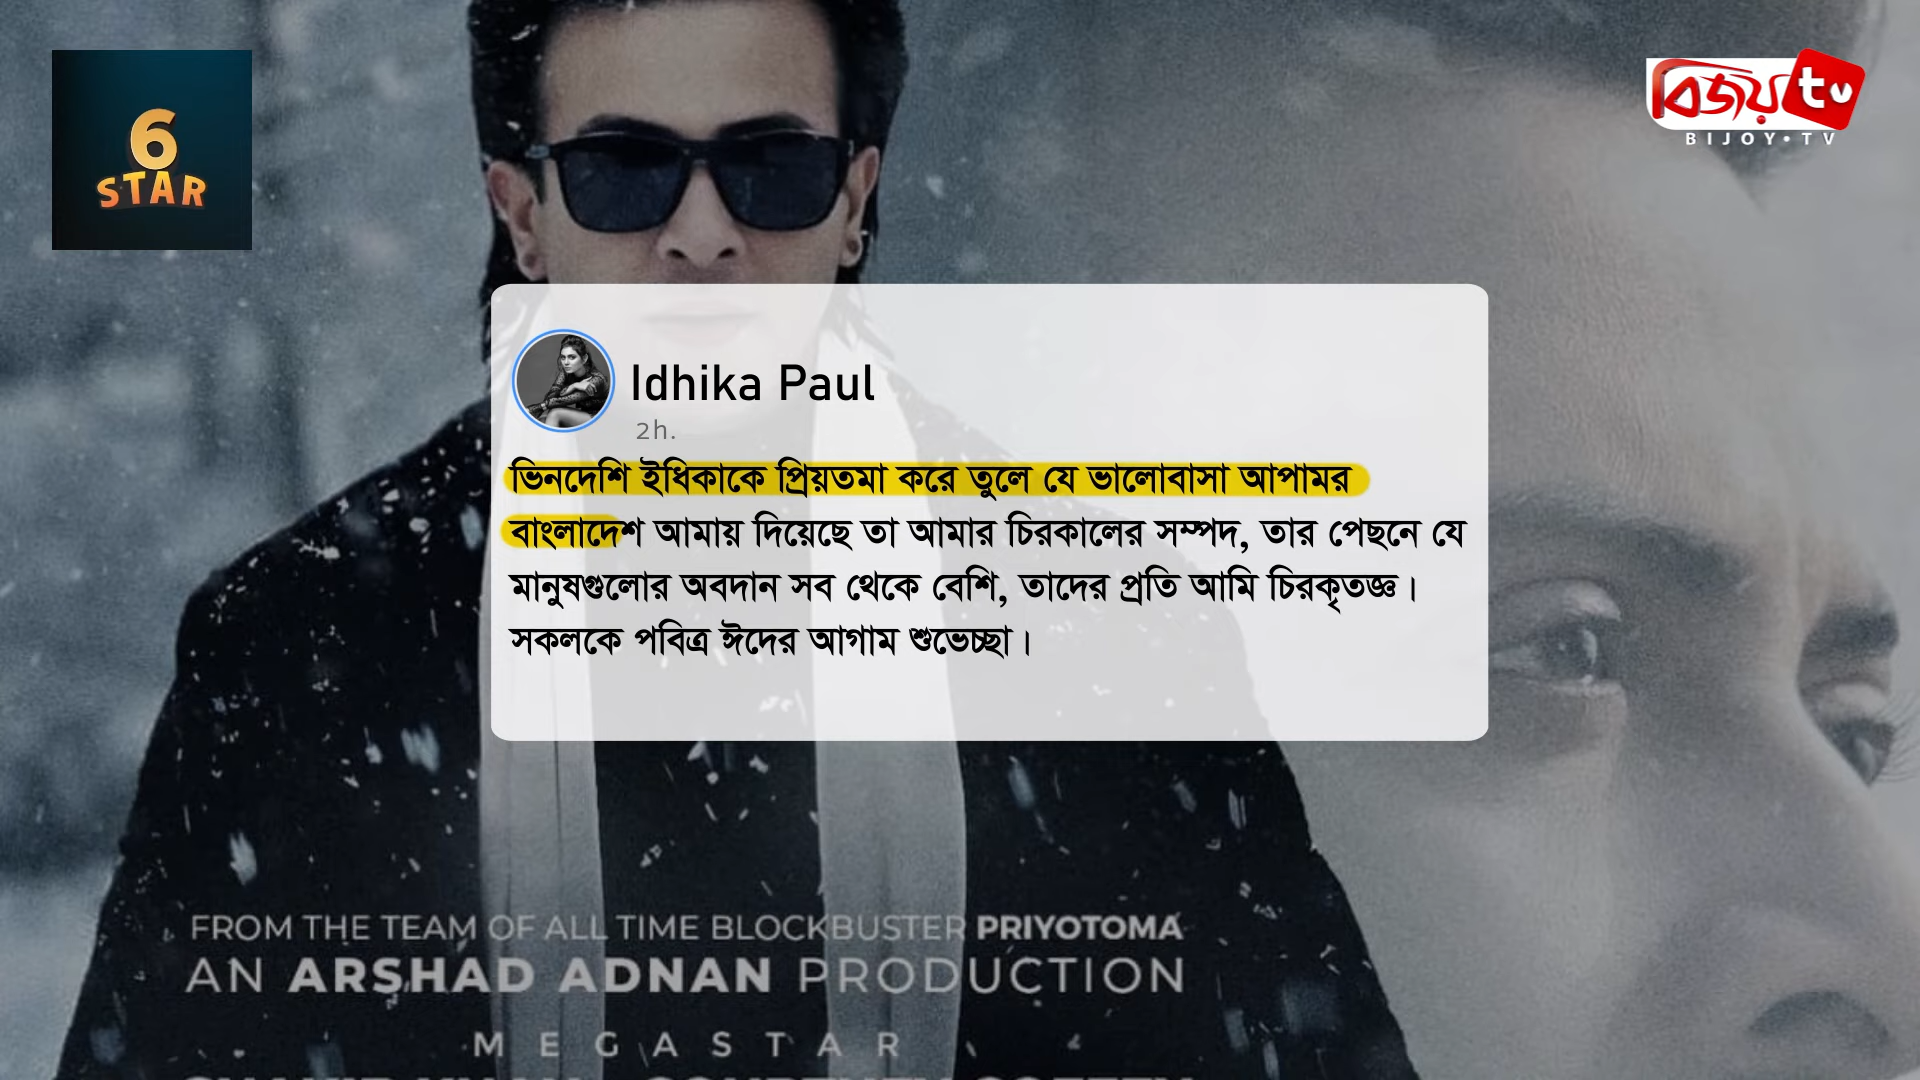 6
STAR
বিজয় tv
BIJOY•TV
Idhika Paul
2h.
ভিনদেশি ইধিকাকে প্রিয়তমা করে তুলে যে ভালোবাসা আপামর
বাংলাদেশ আমায় দিয়েছে তা আমার চিরকালের সম্পদ, তার পেছনে যে
মানুষগুলোর অবদান সব থেকে বেশি, তাদের প্রতি আমি চিরকৃতজ্ঞ।
সকলকে পবিত্র ঈদের আগাম শুভেচ্ছা।
FROM THE TEAM OF ALL TIME BLOCKBUSTER PRIYOTOMA
AN ARSHAD ADNAN PRODUCTION
MEGASTAR